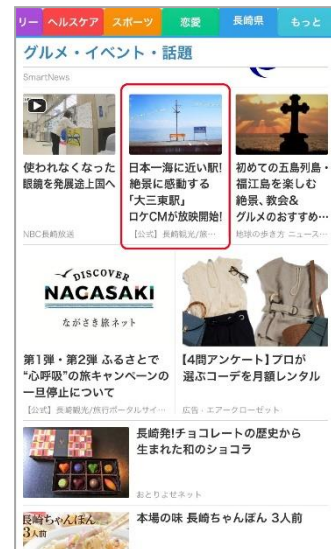 リー ヘルスケア スポーツ 恋愛 長崎県 もっと
グルメ・イベント・話題
SmartNews
使われなくなった
眼鏡を発展途上国へ
NBC長崎放送
日本一海に近い駅!
絶景に感動する
「大三東駅」
ロケCMが放映開始!
【公式】長崎観光/旅…
初めての五島列島・
福江島を楽しむ
絶景、教会&
グルメのおすすめ…
地球の歩き方 ニュース…
DISCOVER
NAGASAKI
ながさき旅ネット
第1弾・第2弾 ふるさとで
“心呼吸”の旅キャンペーンの
一旦停止について
【公式】長崎観光/旅行ポータルサイ…
【4問アンケート】プロが
選ぶコーデを月額レンタル
広告・エアークローゼット
長崎発!チョコレートの歴史から
生まれた和のショコラ
おとりよせネット
長崎ちゃんぽん
3人前
本場の味 長崎ちゃんぽん 3人前